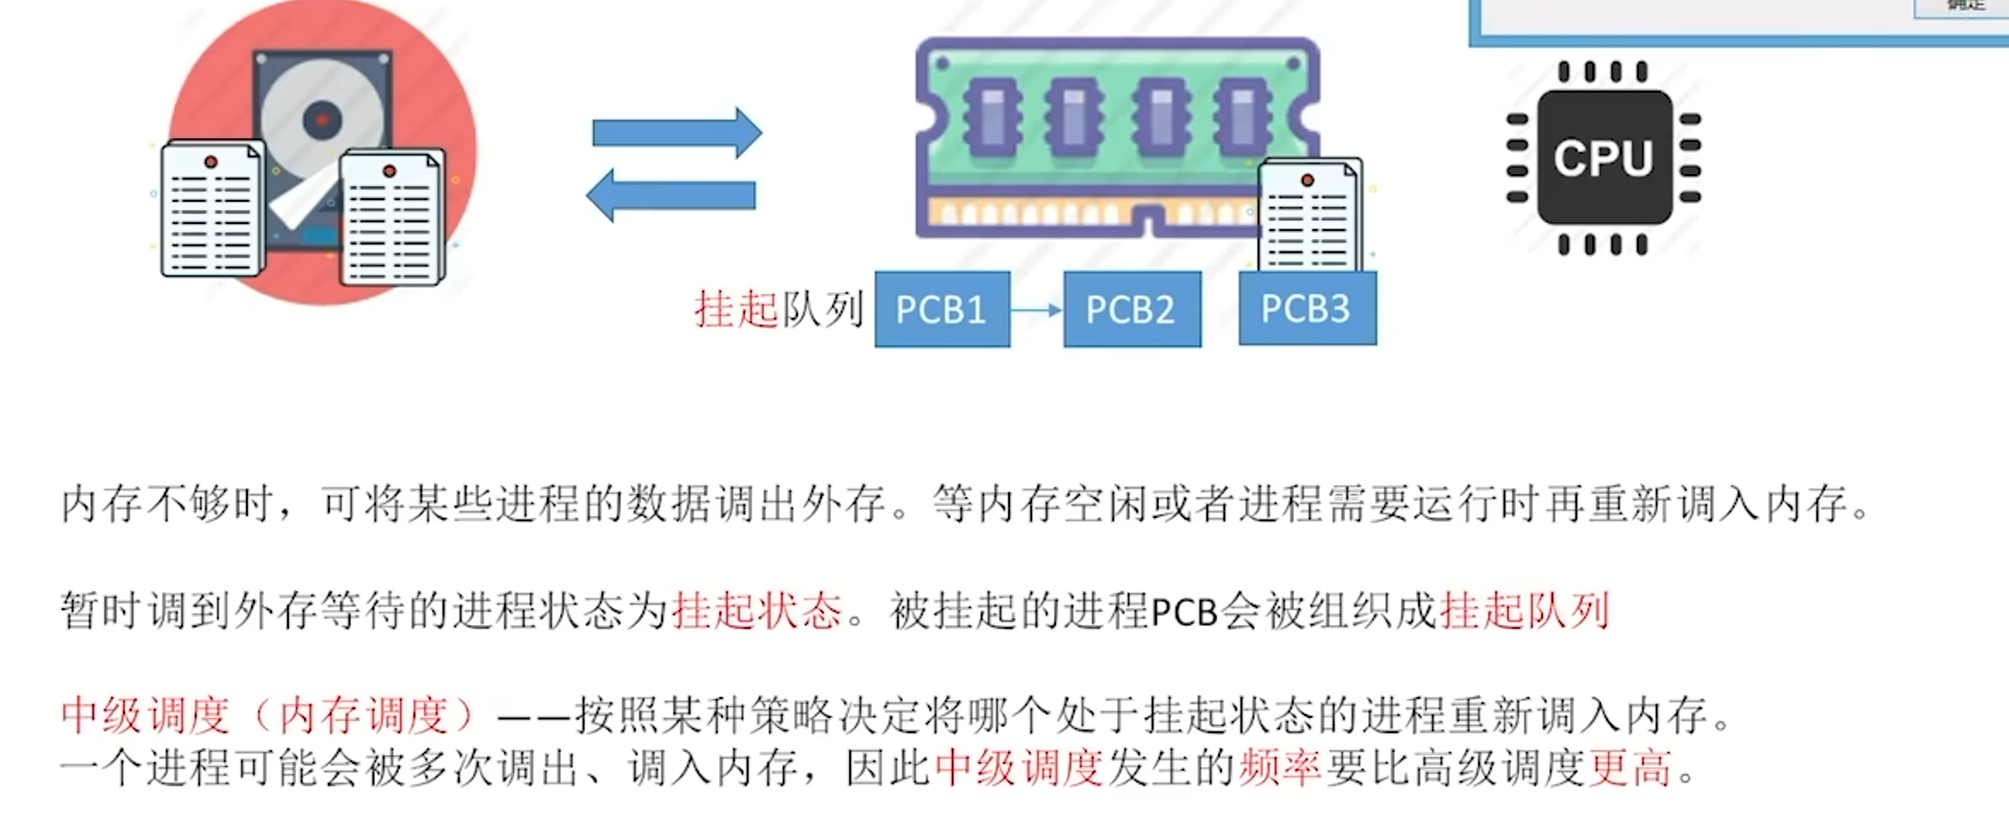 确定
CPU
挂起队列 PCB1 PCB2 PCB3
内存不够时，可将某些进程的数据调出外存。等内存空闲或者进程需要运行时再重新调入内存。
暂时调到外存等待的进程状态为挂起状态。被挂起的进程PCB会被组织成挂起队列
中级调度（内存调度）——按照某种策略决定将哪个处于挂起状态的进程重新调入内存。
一个进程可能会被多次调出、调入内存，因此中级调度发生的频率要比高级调度更高。